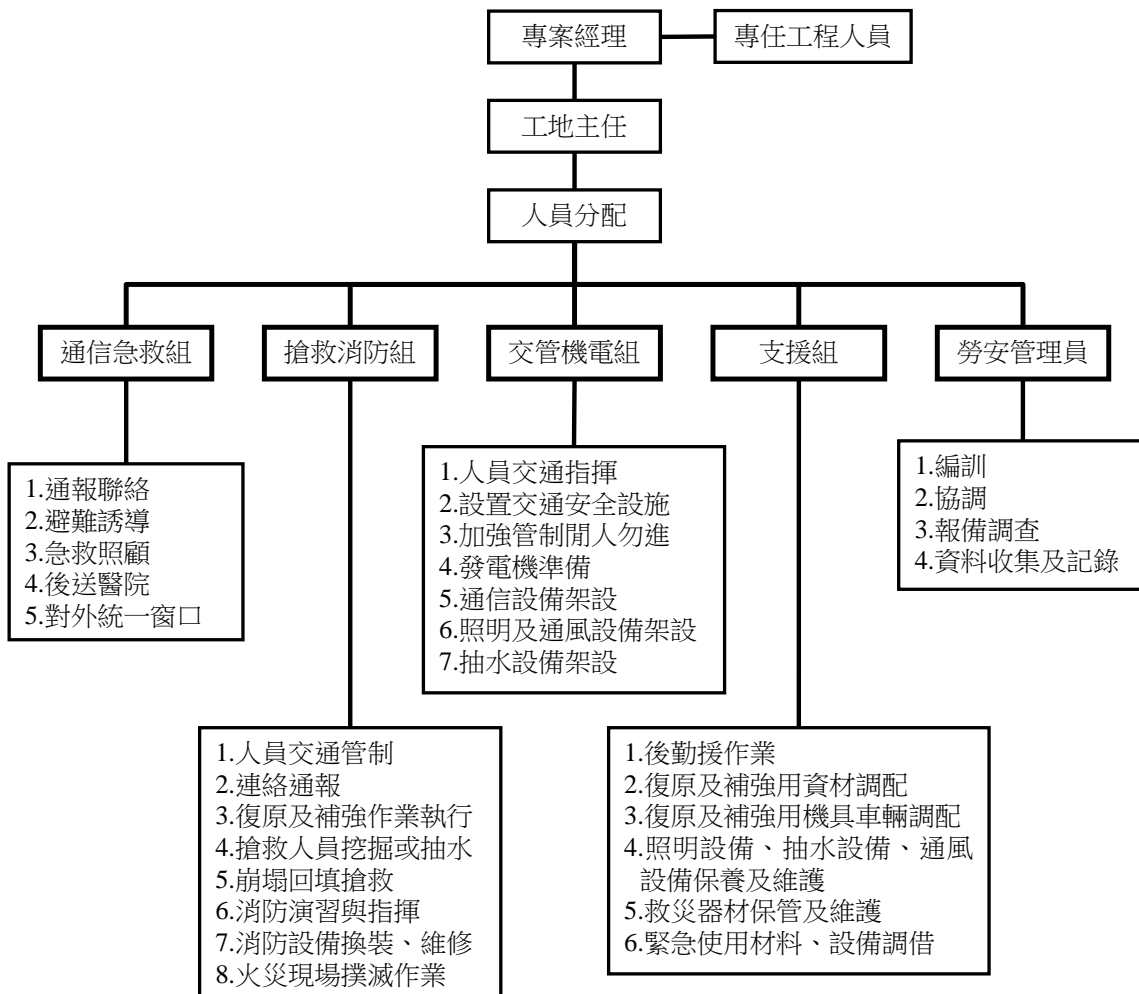 專案經理
專任工程人員
工地主任
人員分配
通信急救組
搶救消防組
交管機電組
支援組
勞安管理員
1.通報聯絡
2.避難誘導
3.急救照顧
4.後送醫院
5.對外統一窗口
1.人員交通指揮
2.設置交通安全設施
3.加強管制閒人勿進
4.發電機準備
5.通信設備架設
6.照明及通風設備架設
7.抽水設備架設
1.編訓
2.協調
3.報備調查
4.資料收集及記錄
1.人員交通管制
2.連絡通報
3.復原及補強作業執行
4.搶救人員挖掘或抽水
5.崩塌回填搶救
6.消防演習與指揮
7.消防設備換裝、維修
8.火災現場撲滅作業
1.後勤援作業
2.復原及補強用資材調配
3.復原及補強用機具車輛調配
4.照明設備、抽水設備、通風
設備保養及維護
5.救災器材保管及維護
6.緊急使用材料、設備調借